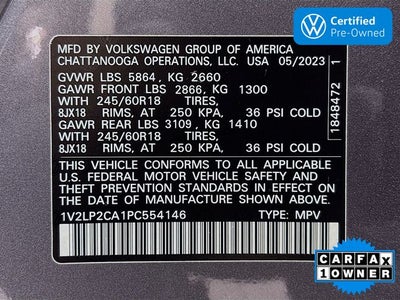 Certified
Pre-Owned
MFD BY VOLKSWAGEN GROUP OF AMERICA
CHATTANOOGA OPERATIONS, LLC. USA 05/2023
GVWR LBS 5864, KG 2660
GAWR FRONT LBS 2866, KG 1300
WITH 245/60R18 TIRES,
8JX18 RIMS, AT 250 KPA, 36 PSI COLD
GAWR REAR LBS 3109, KG 1410
WITH 245/60R18 TIRES,
8JX18 RIMS, AT 250 KPA, 36 PSI COLD
THIS VEHICLE CONFORMS TO ALL APPLICABLE
U.S. FEDERAL MOTOR VEHICLE SAFETY AND
THEFT PREVENTION STANDARDS IN EFFECT ON
THE DATE OF MANUFACTURE SHOWN ABOVE.
1V2LP2CA1PC554146 TYPE: MPV
1848472 1
CARFAX
1 OWNER